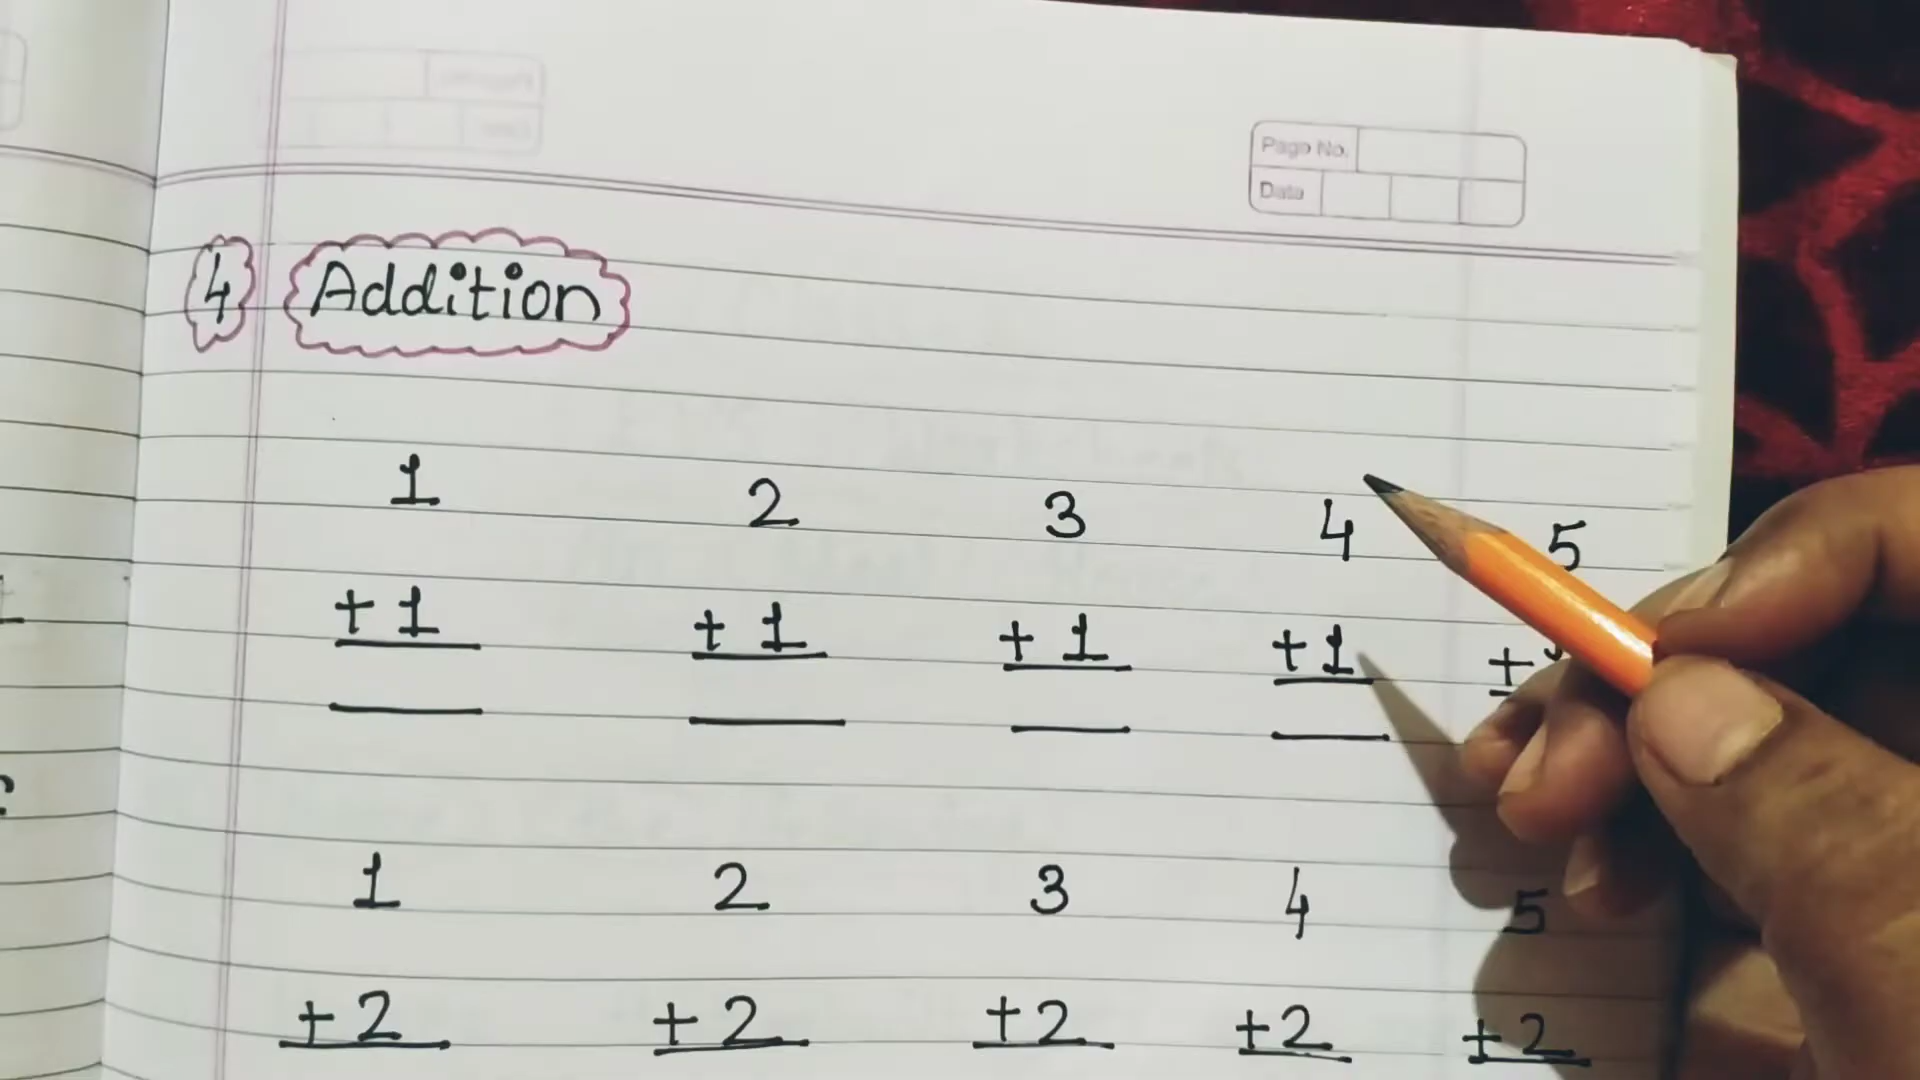 Page No.
Date
4 Addition
1 2 3 4 5
+1 +1 +1 +1 +
1 2 3 4 5
+2 +2 +2 +2 +2